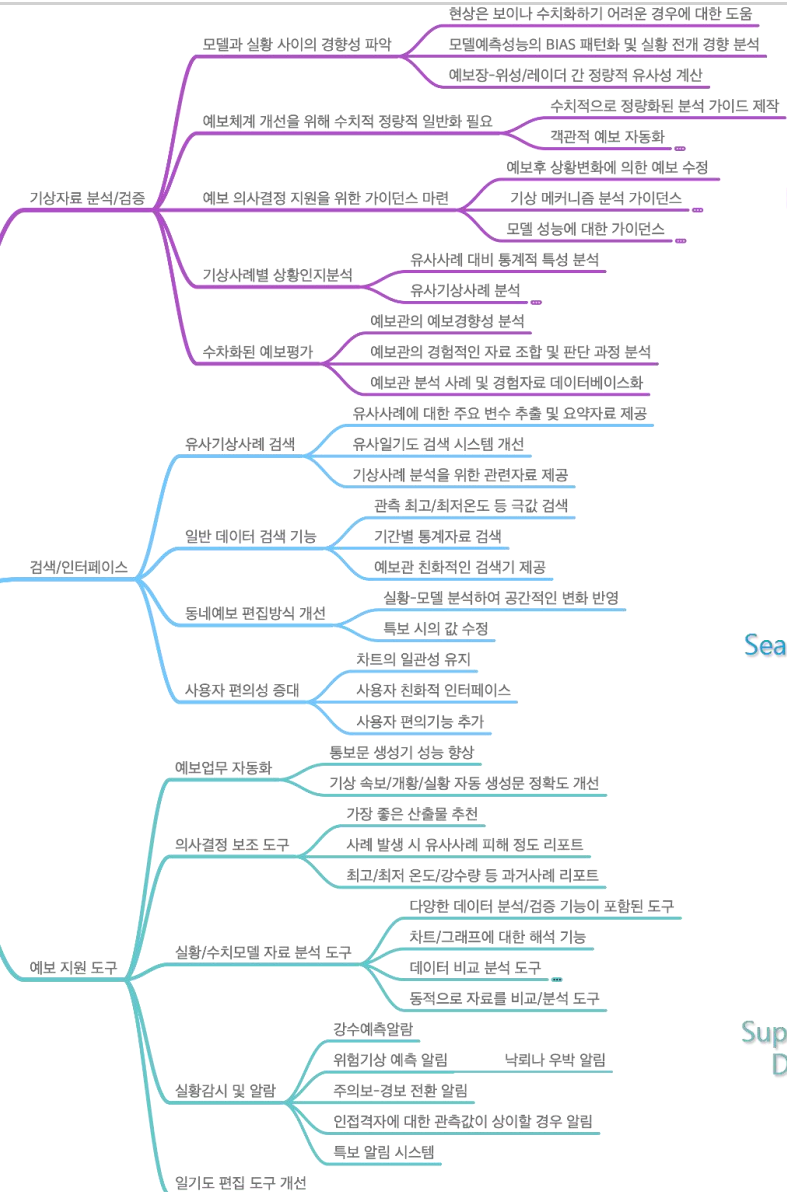 현상은 보이나 수치화하기 어려운 경우에 대한 도움
모델과 실황 사이의 경향성 파악
모델예측성능의 BIAS 패턴화 및 실황 전개 경향 분석
예보장-위성/레이더 간 정량적 유사성 계산
수치적으로 정량화된 분석 가이드 제작
예보체계 개선을 위해 수치적 정량적 일반화 필요
객관적 예보 자동화
예보후 상황변화에 의한 예보 수정
기상자료 분석/검증
예보 의사결정 지원을 위한 가이던스 마련
기상 메커니즘 분석 가이던스
모델 성능에 대한 가이던스
유사사례 대비 통계적 특성 분석
기상사례별 상황인지분석
유사기상사례 분석
예보관의 예보경향성 분석
수차화된 예보평가
예보관의 경험적인 자료 조합 및 판단 과정 분석
예보관 분석 사례 및 경험자료 데이터베이스화
유사사례에 대한 주요 변수 추출 및 요약자료 제공
유사기상사례 검색
유사일기도 검색 시스템 개선
기상사례 분석을 위한 관련자료 제공
관측 최고/최저온도 등 극값 검색
일반 데이터 검색 기능
기간별 통계자료 검색
검색/인터페이스
예보관 친화적인 검색기 제공
실황-모델 분석하여 공간적인 변화 반영
동네예보 편집방식 개선
특보 시의 값 수정
Sea
차트의 일관성 유지
사용자 편의성 증대
사용자 친화적 인터페이스
사용자 편의기능 추가
통보문 생성기 성능 향상
예보업무 자동화
기상 속보/개황/실황 자동 생성문 정확도 개선
가장 좋은 산출물 추천
의사결정 보조 도구
사례 발생 시 유사사례 피해 정도 리포트
최고/최저 온도/강수량 등 과거사례 리포트
다양한 데이터 분석/검증 기능이 포함된 도구
차트/그래프에 대한 해석 기능
실황/수치모델 자료 분석 도구
예보 지원 도구
데이터 비교 분석 도구
동적으로 자료를 비교/분석 도구
강수예측알람
Sup
D
위험기상 예측 알림
낙뢰나 우박 알림
실황감시 및 알람
주의보-경보 전환 알림
인접격자에 대한 관측값이 상이할 경우 알림
특보 알림 시스템
일기도 편집 도구 개선